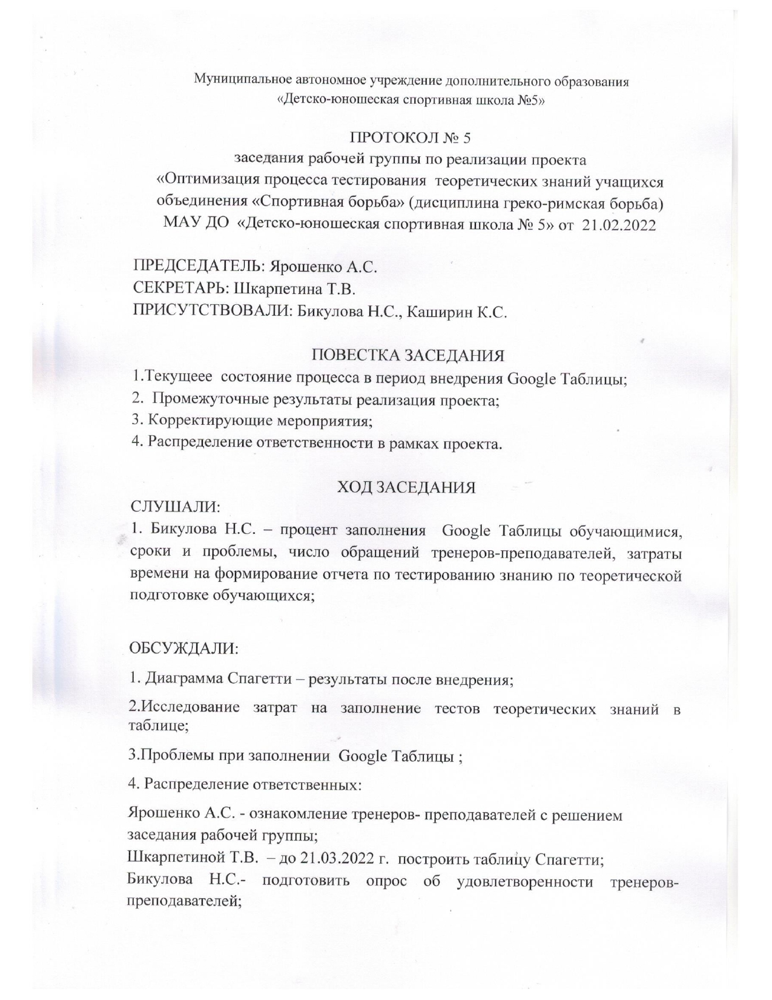 Муниципальное автономное учреждение дополнительного образования
«Детско-юношеская спортивная школа №5»
ПРОТОКОЛ № 5
заседания рабочей группы по реализации проекта
«Оптимизация процесса тестирования теоретических знаний учащихся
объединения «Спортивная борьба» (дисциплина греко-римская борьба)
МАУ ДО «Детско-юношеская спортивная школа № 5» от 21.02.2022
ПРЕДСЕДАТЕЛЬ: Ярошенко А.С.
СЕКРЕТАРЬ: Шкарпетина Т.В.
ПРИСУТСТВОВАЛИ: Бикулова Н.С., Каширин К.С.
ПОВЕСТКА ЗАСЕДАНИЯ
1.Текущеее состояние процесса в период внедрения Google Таблицы;
2. Промежуточные результаты реализация проекта;
3. Корректирующие мероприятия;
4. Распределение ответственности в рамках проекта.
ХОД ЗАСЕДАНИЯ
СЛУШАЛИ:
1. Бикулова Н.С. – процент заполнения Google Таблицы обучающимися,
сроки и проблемы, число обращений тренеров-преподавателей, затраты
времени на формирование отчета по тестированию знанию по теоретической
подготовке обучающихся;
ОБСУЖДАЛИ:
1. Диаграмма Спагетти – результаты после внедрения;
2.Исследование затрат на заполнение тестов теоретических знаний в
таблице;
3.Проблемы при заполнении Google Таблицы ;
4. Распределение ответственных:
Ярошенко А.С. - ознакомление тренеров- преподавателей с решением
заседания рабочей группы;
Шкарпетиной Т.В. – до 21.03.2022 г. построить таблицу Спагетти;
Бикулова Н.С.- подготовить опрос об удовлетворенности тренеров-
преподавателей;